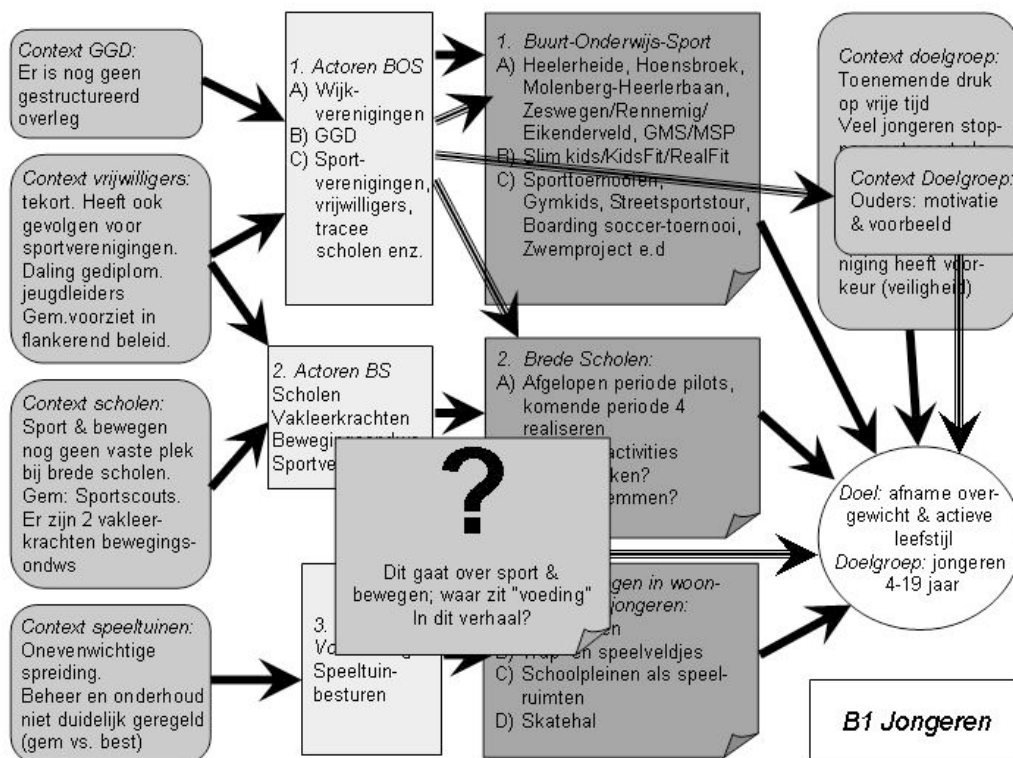 Context GGD:
Er is nog geen
gestructureerd
overleg
Context vrijwilligers:
tekort. Heeft ook
gevolgen voor
sportverenigingen.
Daling gediplom.
jeugdleiders
Gem.voorziet in
flankerend beleid.
Context scholen:
Sport & bewegen
nog geen vaste plek
bij brede scholen.
Gem: Sportscouts.
Er zijn 2 vakleer-
krachten bewegings-
ondws
Context speeltuinen:
Onevenwichtige
spreiding.
Beheer en onderhoud
niet duidelijk geregeld
(gem vs. best)
1. Actoren BOS
A) Wijk-
verenigingen
B) GGD
C) Sport-
verenigingen,
vrijwilligers,
tracee
scholen enz.
2. Actoren BS
Scholen
Vakleerkrachten
3.
Speeltuin-
besturen
1. Buurt-Onderwijs-Sport
A) Heelerheide, Hoensbroek,
Molenberg-Heerlerbaan,
Zeswegen/Rennemig/
Eikenderveld, GMS/MSP
B) Slim kids/KidsFit/RealFit
C) Sporttoernooien,
Gymkids, Streetsportstour,
Boarding soccer-toernooi,
Zwemproject e.d
2. Brede Scholen:
A) Afgelopen periode pilots,
komende periode 4
realiseren
activities
?
Dit gaat over sport &
bewegen; waar zit "voeding"
In dit verhaal?
in woon-
jongeren:
speelveldjes
C) Schoolpleinen als speel-
ruimten
D) Skatehal
Context doelgroep:
Toenemende druk
op vrije tijd
Veel jongeren stop-
Context Doelgroep:
Ouders: motivatie
& voorbeeld
niging heeft voor-
keur (veiligheid)
Doel: afname over-
gewicht & actieve
leefstijl
Doelgroep: jongeren
4-19 jaar
B1 Jongeren